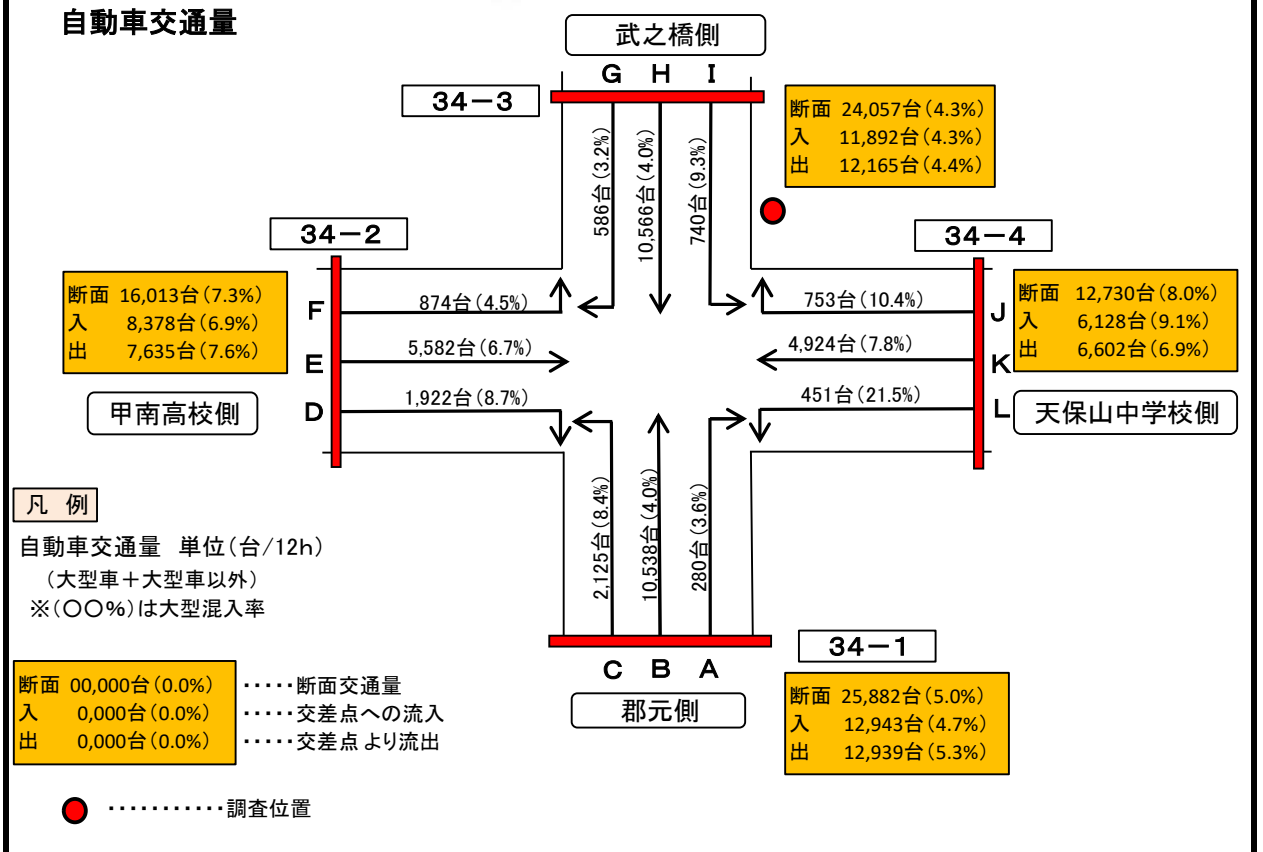 自動車交通量
武之橋側
G H I
34－3
断面 24,057台(4.3%)
入 11,892台(4.3%)
出 12,165台(4.4%)
586台(3.2%)
10,566台(4.0%)
740台(9.3%)
34－2
34－4
断面 16,013台(7.3%)
入 8,378台(6.9%)
出 7,635台(7.6%)
F
874台(4.5%)
E
5,582台(6.7%)
D
1,922台(8.7%)
甲南高校側
753台(10.4%)
J
4,924台(7.8%)
K
451台(21.5%)
L
断面 12,730台(8.0%)
入 6,128台(9.1%)
出 6,602台(6.9%)
天保山中学校側
2,125台(8.4%)
10,538台(4.0%)
280台(3.6%)
C B A
郡元側
34－1
断面 25,882台(5.0%)
入 12,943台(4.7%)
出 12,939台(5.3%)
凡 例
自動車交通量 単位(台/12h)
(大型車＋大型車以外)
※(○○%)は大型混入率
断面 00,000台(0.0%) ・・・・・断面交通量
入 0,000台(0.0%) ・・・・・交差点への流入
出 0,000台(0.0%) ・・・・・交差点より流出
・・・・・・・・・・・調査位置